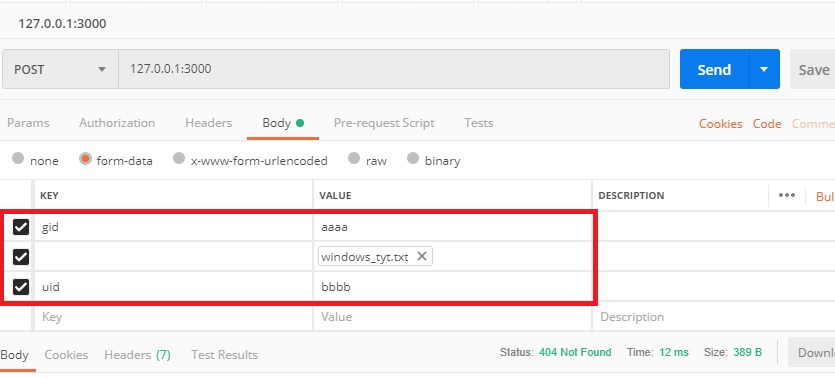 127.0.0.1:3000
POST 127.0.0.1:3000 Send Save
Params Authorization Headers Body Pre-request Script Tests Cookies Code Comme
none form-data x-www-form-urlencoded raw binary
KEY VALUE DESCRIPTION ••• Bul
gid aaaa
windows_tyt.txt
uid bbbb
Key Value Description
Body Cookies Headers (7) Test Results Status: 404 Not Found Time: 12 ms Size: 389 B Downl